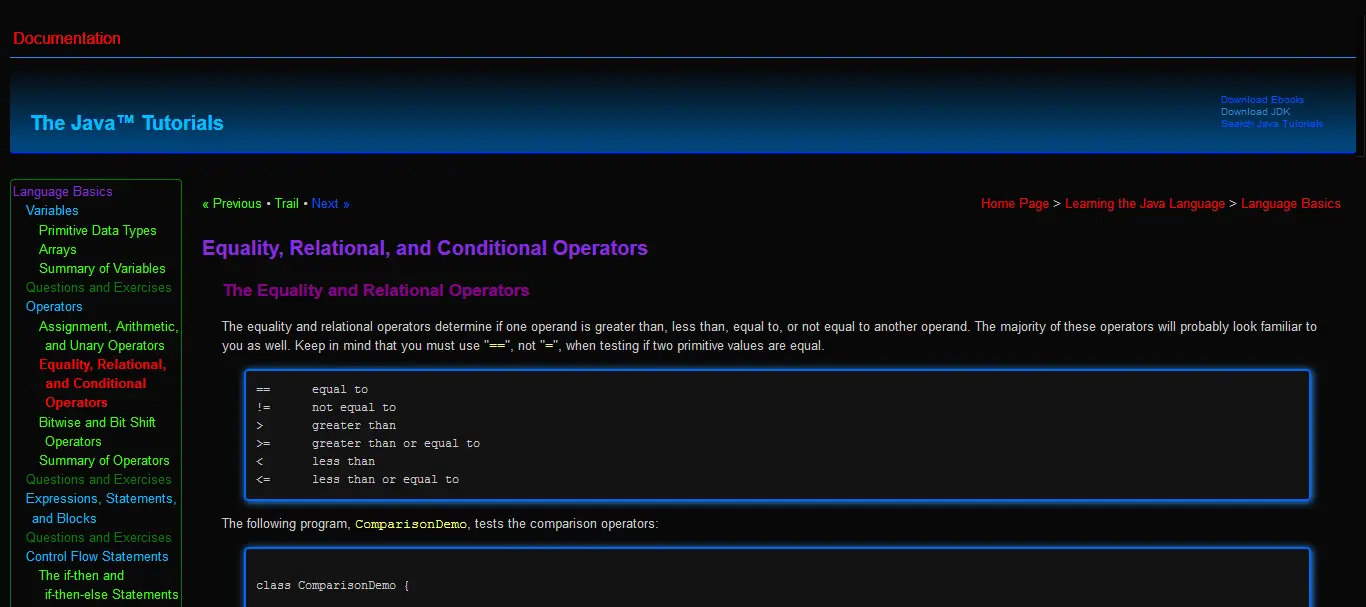 Documentation
The Java™ Tutorials
Download Ebooks
Download JDK
Search Java Tutorials
Language Basics
Variables
Primitive Data Types
Arrays
Summary of Variables
Questions and Exercises
Operators
Assignment, Arithmetic,
and Unary Operators
Equality, Relational,
and Conditional
Operators
Bitwise and Bit Shift
Operators
Summary of Operators
Questions and Exercises
Expressions, Statements,
and Blocks
Questions and Exercises
Control Flow Statements
The if-then and
if-then-else Statements
« Previous • Trail • Next »
Home Page > Learning the Java Language > Language Basics
Equality, Relational, and Conditional Operators
The Equality and Relational Operators
The equality and relational operators determine if one operand is greater than, less than, equal to, or not equal to another operand. The majority of these operators will probably look familiar to
you as well. Keep in mind that you must use "==", not "=", when testing if two primitive values are equal.
== equal to
!= not equal to
> greater than
>= greater than or equal to
< less than
<= less than or equal to
The following program, ComparisonDemo, tests the comparison operators:
class ComparisonDemo {